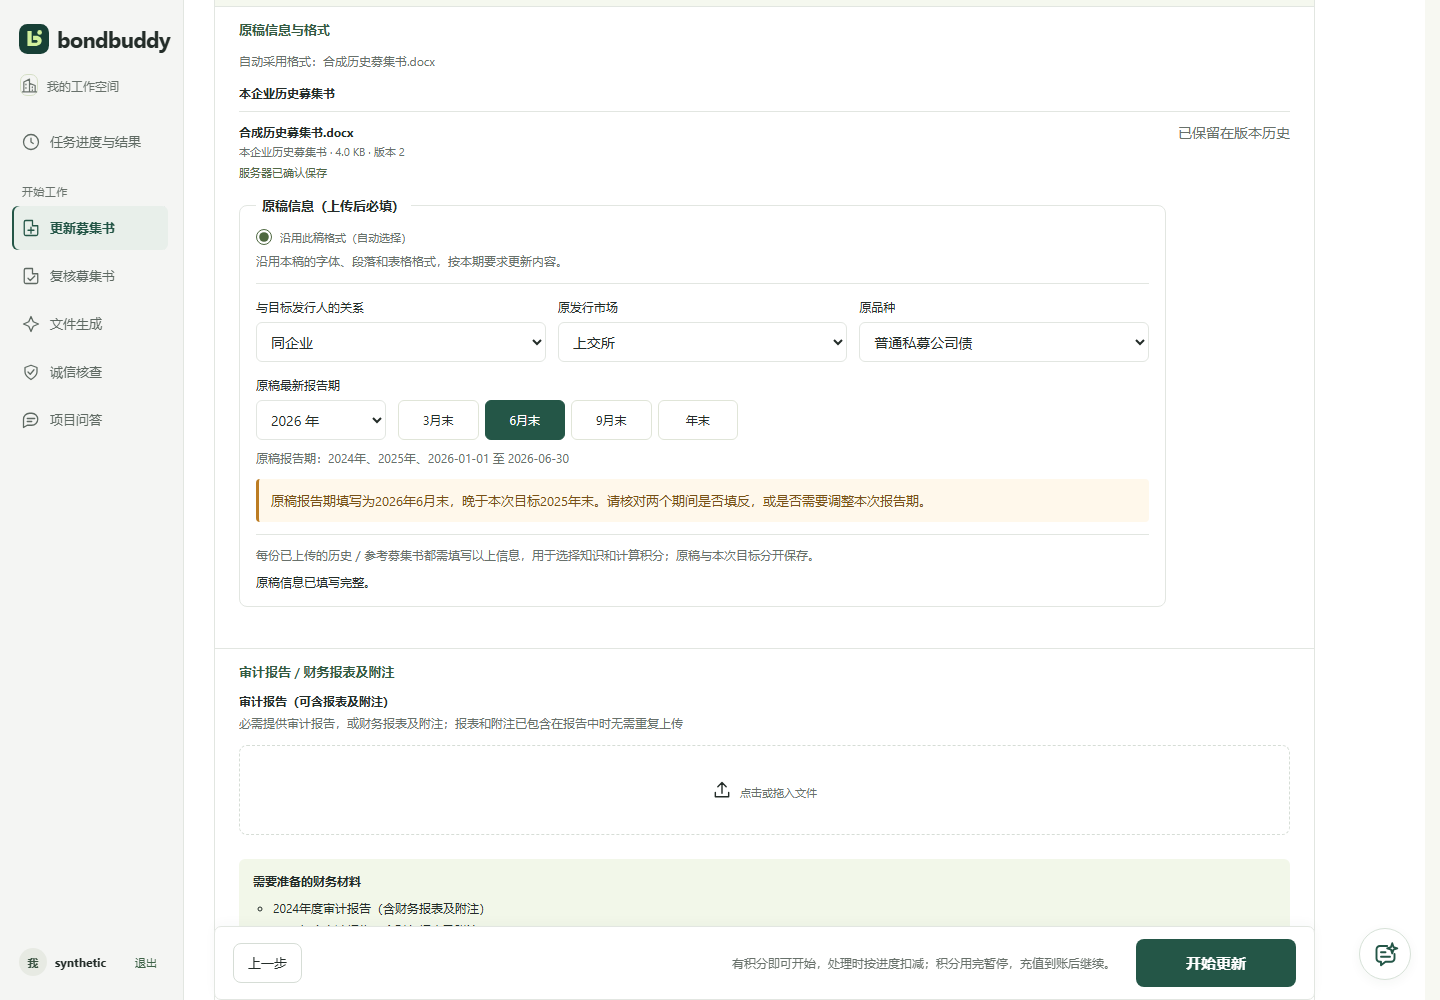 bondbuddy
我的工作空间
任务进度与结果
开始工作
更新募集书
复核募集书
文件生成
诚信核查
项目问答
我
synthetic
退出
原稿信息与格式
自动采用格式：合成历史募集书.docx
本企业历史募集书
合成历史募集书.docx
已保留在版本历史
本企业历史募集书 · 4.0 KB · 版本 2
服务器已确认保存
原稿信息（上传后必填）
沿用此稿格式（自动选择）
沿用本稿的字体、段落和表格格式，按本期要求更新内容。
与目标发行人的关系
原发行市场
原品种
同企业
上交所
普通私募公司债
原稿最新报告期
2026 年
3月末
6月末
9月末
年末
原稿报告期：2024年、2025年、2026-01-01 至 2026-06-30
原稿报告期填写为2026年6月末，晚于本次目标2025年末。请核对两个期间是否填反，或是否需要调整本次报告期。
每份已上传的历史 / 参考募集书都需填写以上信息，用于选择知识和计算积分；原稿与本次目标分开保存。
原稿信息已填写完整。
审计报告 / 财务报表及附注
审计报告（可含报表及附注）
必需提供审计报告，或财务报表及附注；报表和附注已包含在报告中时无需重复上传
点击或拖入文件
需要准备的财务材料
2024年度审计报告（含财务报表及附注）
上一步
有积分即可开始，处理时按进度扣减；积分用完暂停，充值到账后继续。
开始更新